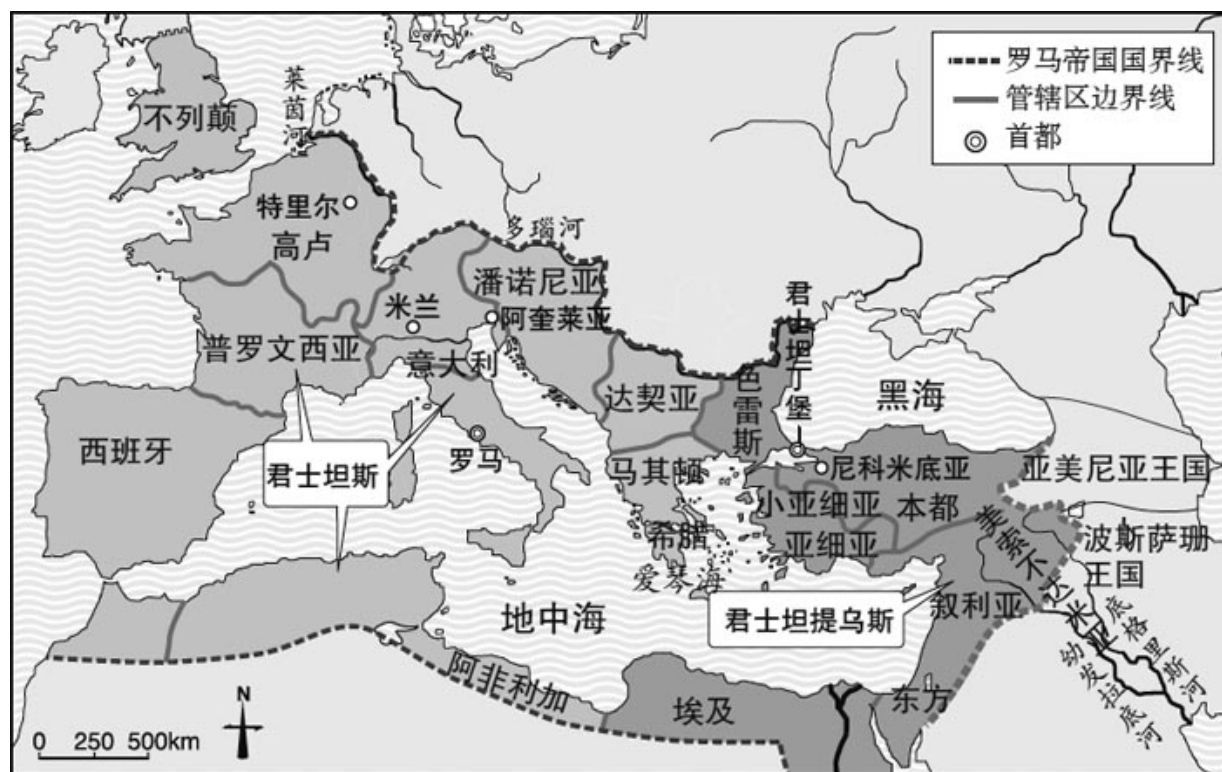 罗马帝国国界线
管辖区边界线
首都
莱茵河
不列颠
特里尔
高卢
多瑙河
潘诺尼亚
米兰
阿奎莱亚
君士坦丁堡
普罗文西亚
意大利
达契亚
色雷斯
黑海
西班牙
君士坦斯
罗马
马其顿
尼科米底亚
亚美尼亚王国
小亚细亚
本都
希腊
亚细亚
美索不达米亚
波斯萨珊
王国
爱琴海
地中海
君士坦提乌斯
叙利亚
底格里斯河
幼发拉底河
阿非利加
埃及
东方
N
0 250 500km